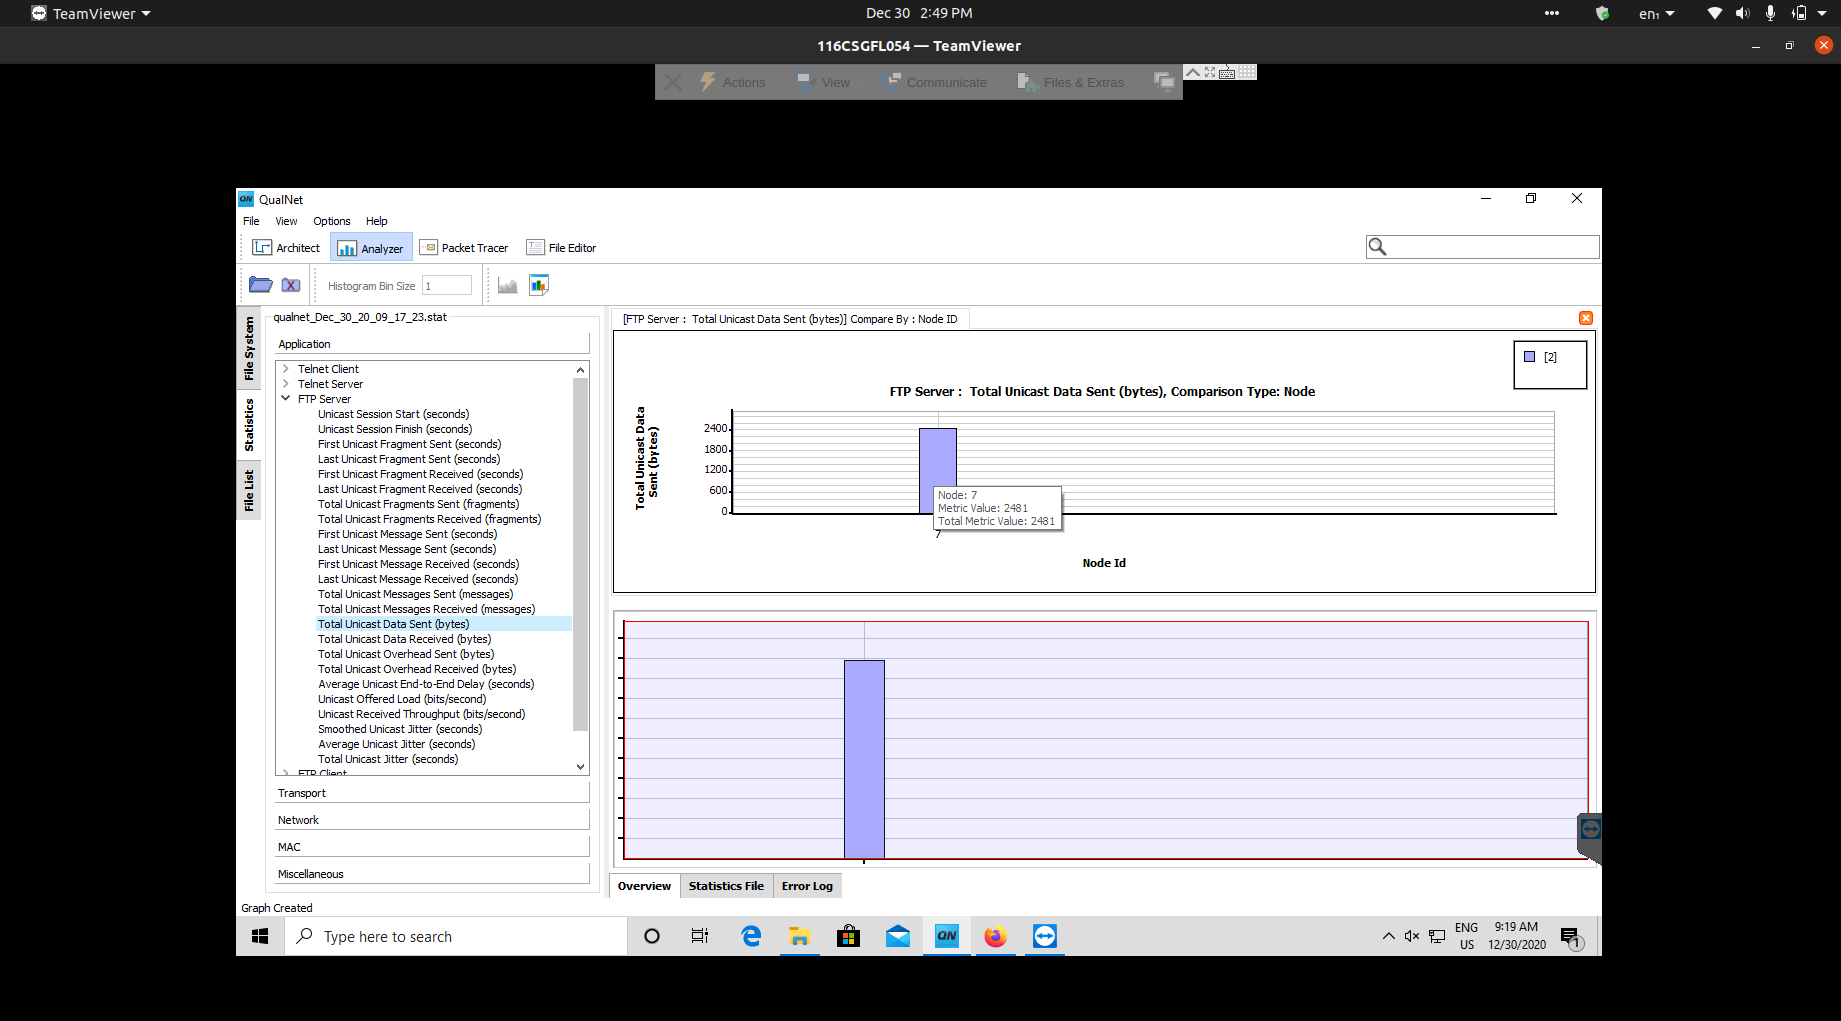 TeamViewer
Dec 30 2:49 PM
en₁
116CSGFL054 — TeamViewer
Actions
View
Communicate
Files & Extras
QN QualNet
File View Options Help
Architect
Analyzer
Packet Tracer
File Editor
Histogram Bin Size 1
File System
Statistics
File List
qualnet_Dec_30_20_09_17_23.stat
Application
Telnet Client
Telnet Server
FTP Server
Unicast Session Start (seconds)
Unicast Session Finish (seconds)
First Unicast Fragment Sent (seconds)
Last Unicast Fragment Sent (seconds)
First Unicast Fragment Received (seconds)
Last Unicast Fragment Received (seconds)
Total Unicast Fragments Sent (fragments)
Total Unicast Fragments Received (fragments)
First Unicast Message Sent (seconds)
Last Unicast Message Sent (seconds)
First Unicast Message Received (seconds)
Last Unicast Message Received (seconds)
Total Unicast Messages Sent (messages)
Total Unicast Messages Received (messages)
Total Unicast Data Sent (bytes)
Total Unicast Data Received (bytes)
Total Unicast Overhead Sent (bytes)
Total Unicast Overhead Received (bytes)
Average Unicast End-to-End Delay (seconds)
Unicast Offered Load (bits/second)
Unicast Received Throughput (bits/second)
Smoothed Unicast Jitter (seconds)
Average Unicast Jitter (seconds)
Total Unicast Jitter (seconds)
FTP Client
Transport
Network
MAC
Miscellaneous
Graph Created
[FTP Server : Total Unicast Data Sent (bytes)] Compare By : Node ID
[2]
FTP Server : Total Unicast Data Sent (bytes), Comparison Type: Node
Total Unicast Data
Sent (bytes)
2400
1800
1200
600
0
Node: 7
Metric Value: 2481
Total Metric Value: 2481
7
Node Id
Overview
Statistics File
Error Log
Type here to search
QN
ENG
US
9:19 AM
12/30/2020
1